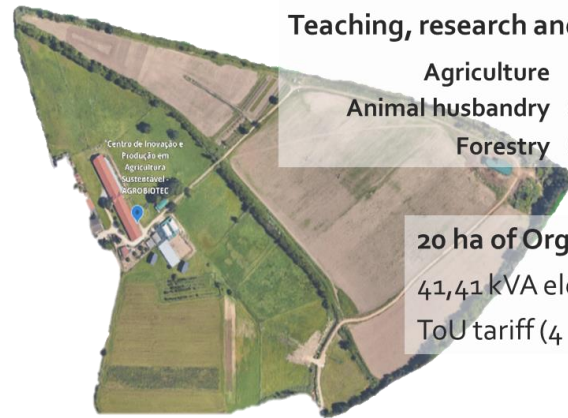 Teaching, research and
Agriculture
Animal husbandry
Forestry
"Centro de Inovação e
Produção em
Agricultura
Sustentável -
AGROBIOTEC
20 ha of Org
41,41 kVA ele
ToU tariff (4